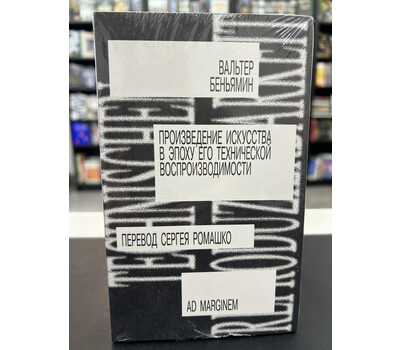 ВАЛЬТЕР
БЕНЬЯМИН
ПРОИЗВЕДЕНИЕ ИСКУССТВА
В ЭПОХУ ЕГО ТЕХНИЧЕСКОЙ
ВОСПРОИЗВОДИМОСТИ
ПЕРЕВОД СЕРГЕЯ РОМАШКО
AD MARGINEM